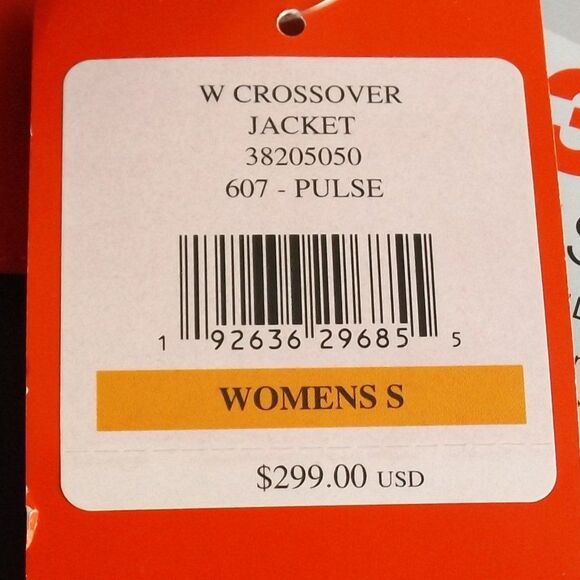 W CROSSOVER
JACKET
38205050
607 - PULSE
1 92636 29685 5
WOMENS S
$299.00 USD